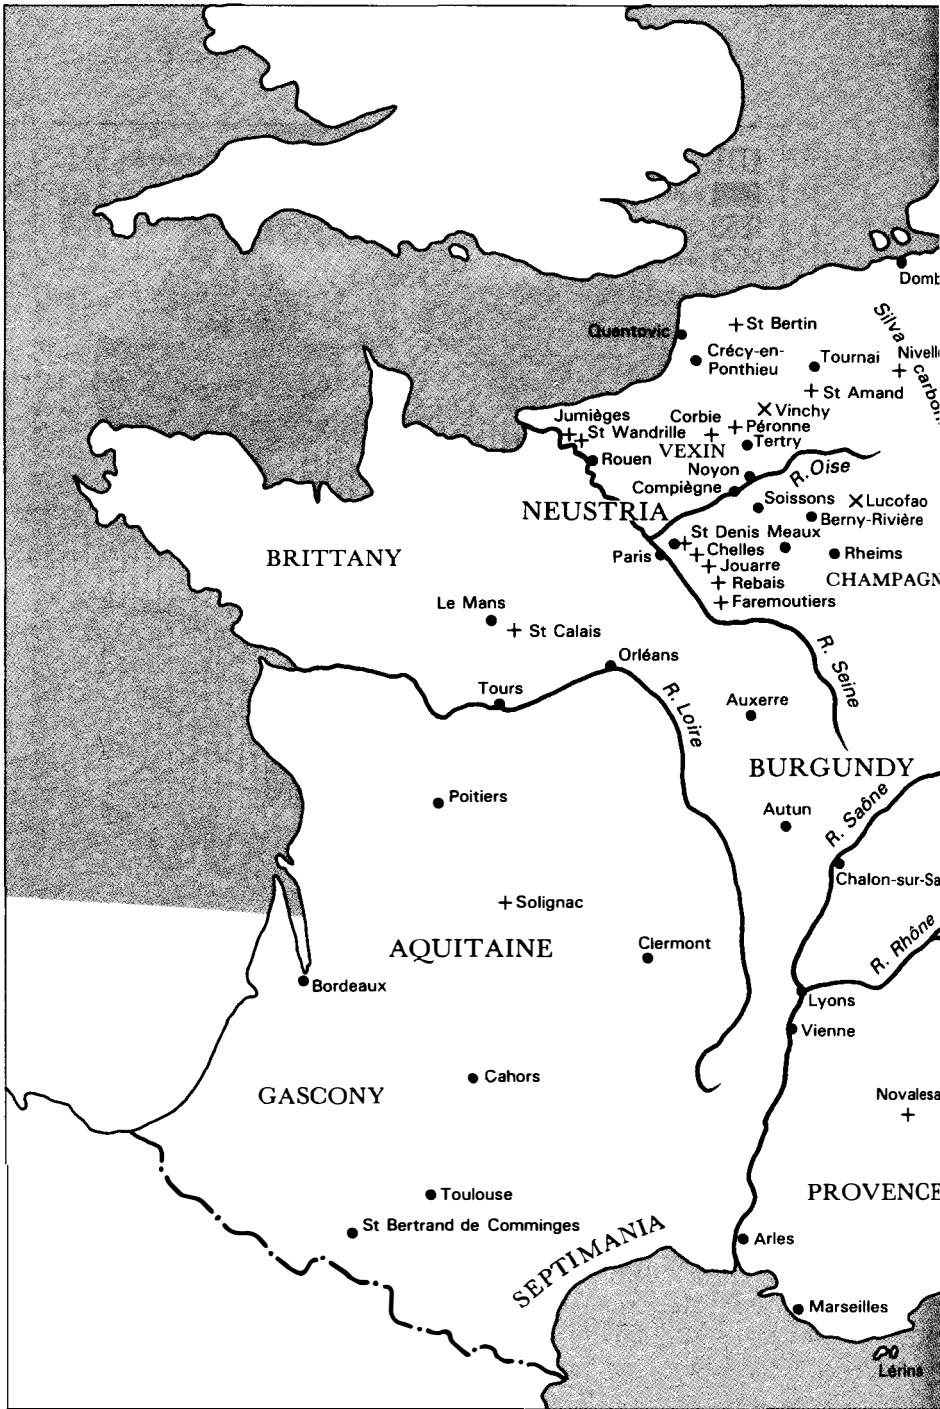 Domb
Quentovic
St Bertin
Silva
carbon
Crécy-en-
Ponthieu
Tournai
Nivelle
St Amand
Jumièges
Corbie
Vinchy
St Wandrille
Péronne
VEXIN
Tertry
Rouen
Noyon
R. Oise
Compiègne
Soissons
Lucofao
NEUSTRIA
Berny-Rivière
St Denis
Meaux
BRITTANY
Paris
Chelles
Rheims
Jouarre
CHAMPAGN
Rebais
Le Mans
Faremoutiers
St Calais
Orléans
R. Seine
Tours
R. Loire
Auxerre
BURGUNDY
Poitiers
Autun
R. Saône
Chalon-sur-Sa
Solignac
R. Rhône
AQUITAINE
Clermont
Bordeaux
Lyons
Vienne
Cahors
GASCONY
Novalesa
Toulouse
PROVENCE
St Bertrand de Comminges
SEPTIMANIA
Arles
Marseilles
Lérins